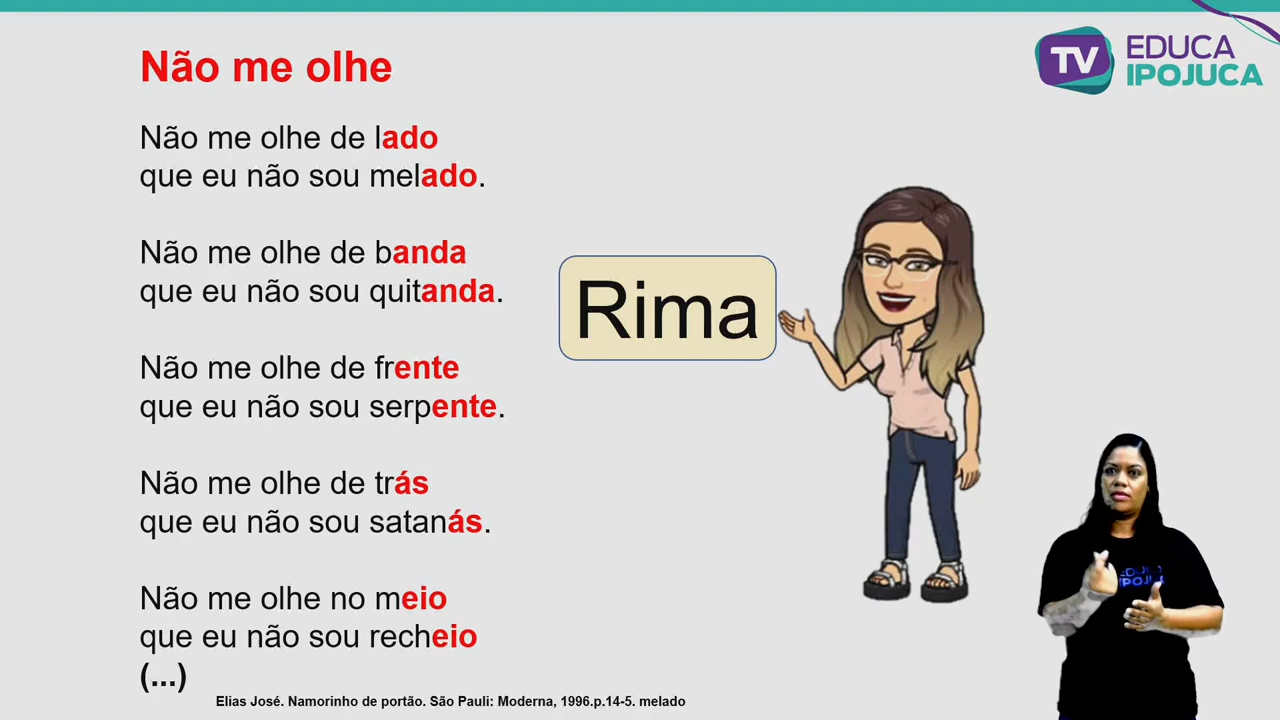 Não me olhe
TV EDUCA
IPOJUCA
Não me olhe de lado
que eu não sou melado.
Não me olhe de banda
que eu não sou quitanda.
Não me olhe de frente
que eu não sou serpente.
Não me olhe de trás
que eu não sou satanás.
Não me olhe no meio
que eu não sou recheio
(...)
Rima
EDUCA
IPOJUCA
Elias José. Namorinho de portão. São Pauli: Moderna, 1996.p.14-5. melado